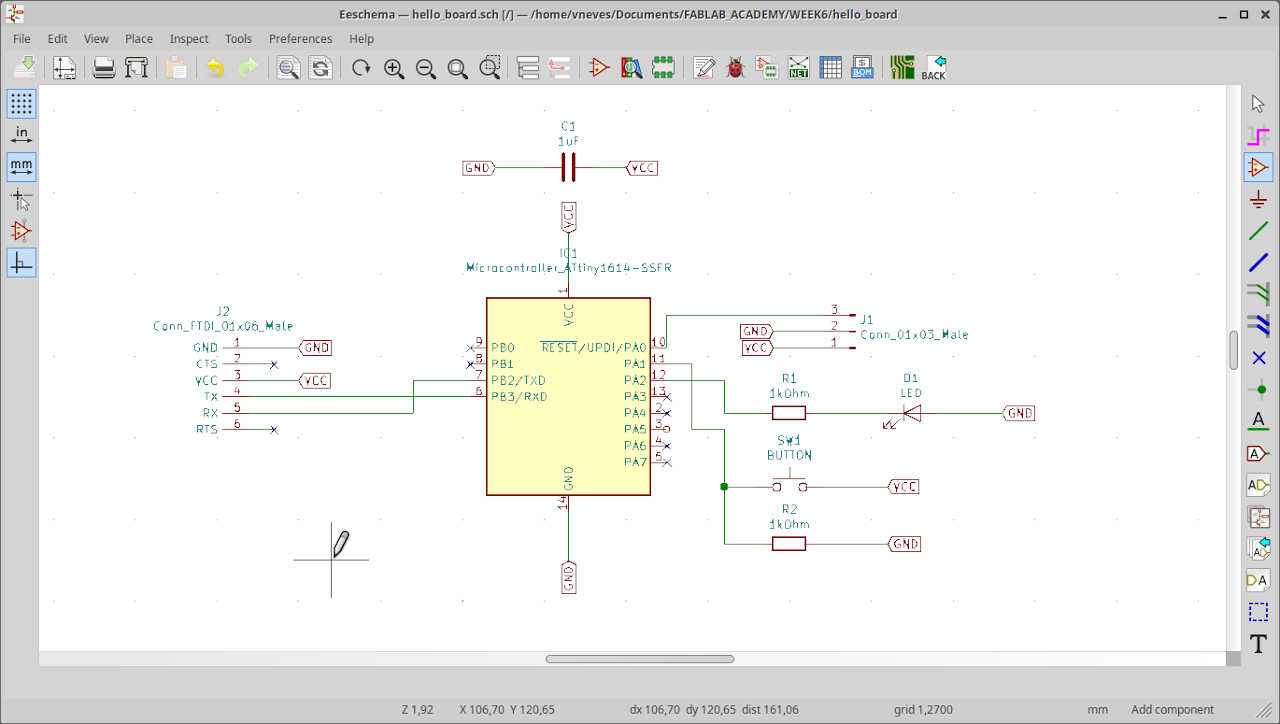 Eeschema — hello_board.sch [/] — /home/vneves/Documents/FABLAB_ACADEMY/WEEK6/hello_board
File Edit View Place Inspect Tools Preferences Help
NET
$
BOM
BACK
in
mm
C1
1uF
GND
VCC
VCC
IC1
Microcontroller_ATtiny1614-SSFR
1
VCC
J2
Conn_FTDI_01x06_Male
GND 1 GND
CTS 2
VCC 3 VCC
TX 4
RX 5
RTS 6
9 PB0
8 PB1
7 PB2/TXD
6 PB3/RXD
RESET/UPDI/PA0 10
PA1 11
PA2 12
PA3 13
PA4 2
PA5 3
PA6 4
PA7 5
GND
14
GND
3
GND 2
VCC 1
J1
Conn_01x03_Male
R1
1kOhm
D1
LED
GND
SW1
BUTTON
VCC
R2
1kOhm
GND
A
A
AD
AD
DA
T
Z 1,92 X 106,70 Y 120,65 dx 106,70 dy 120,65 dist 161,06 grid 1,2700 mm Add component